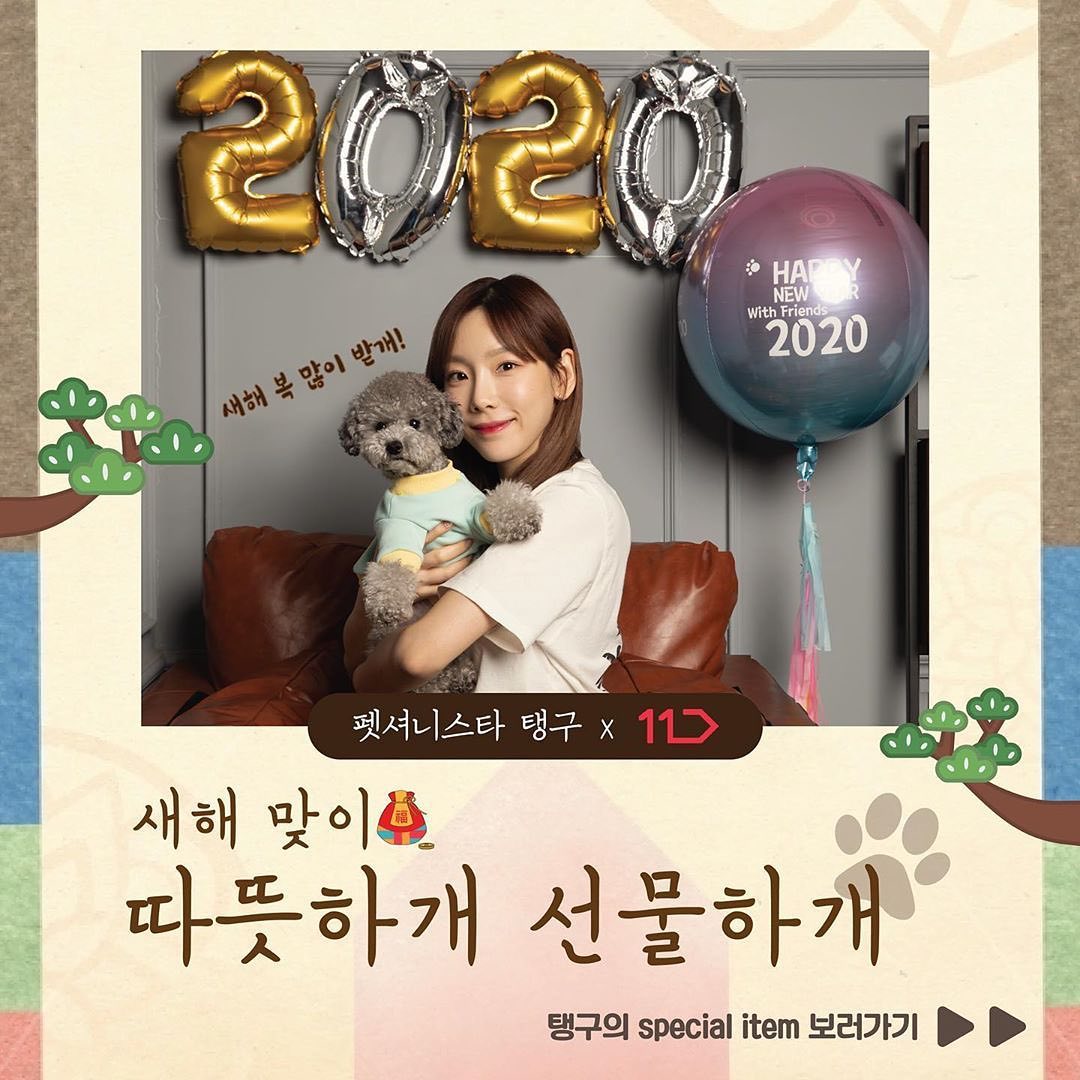 2020
HAPPY
NEW YEAR
With Friends
2020
새해 복 많이 받개!
펫셔니스타 탱구 x 11
새해 맞이
福
따뜻하개 선물하개
탱구의 special item 보러가기